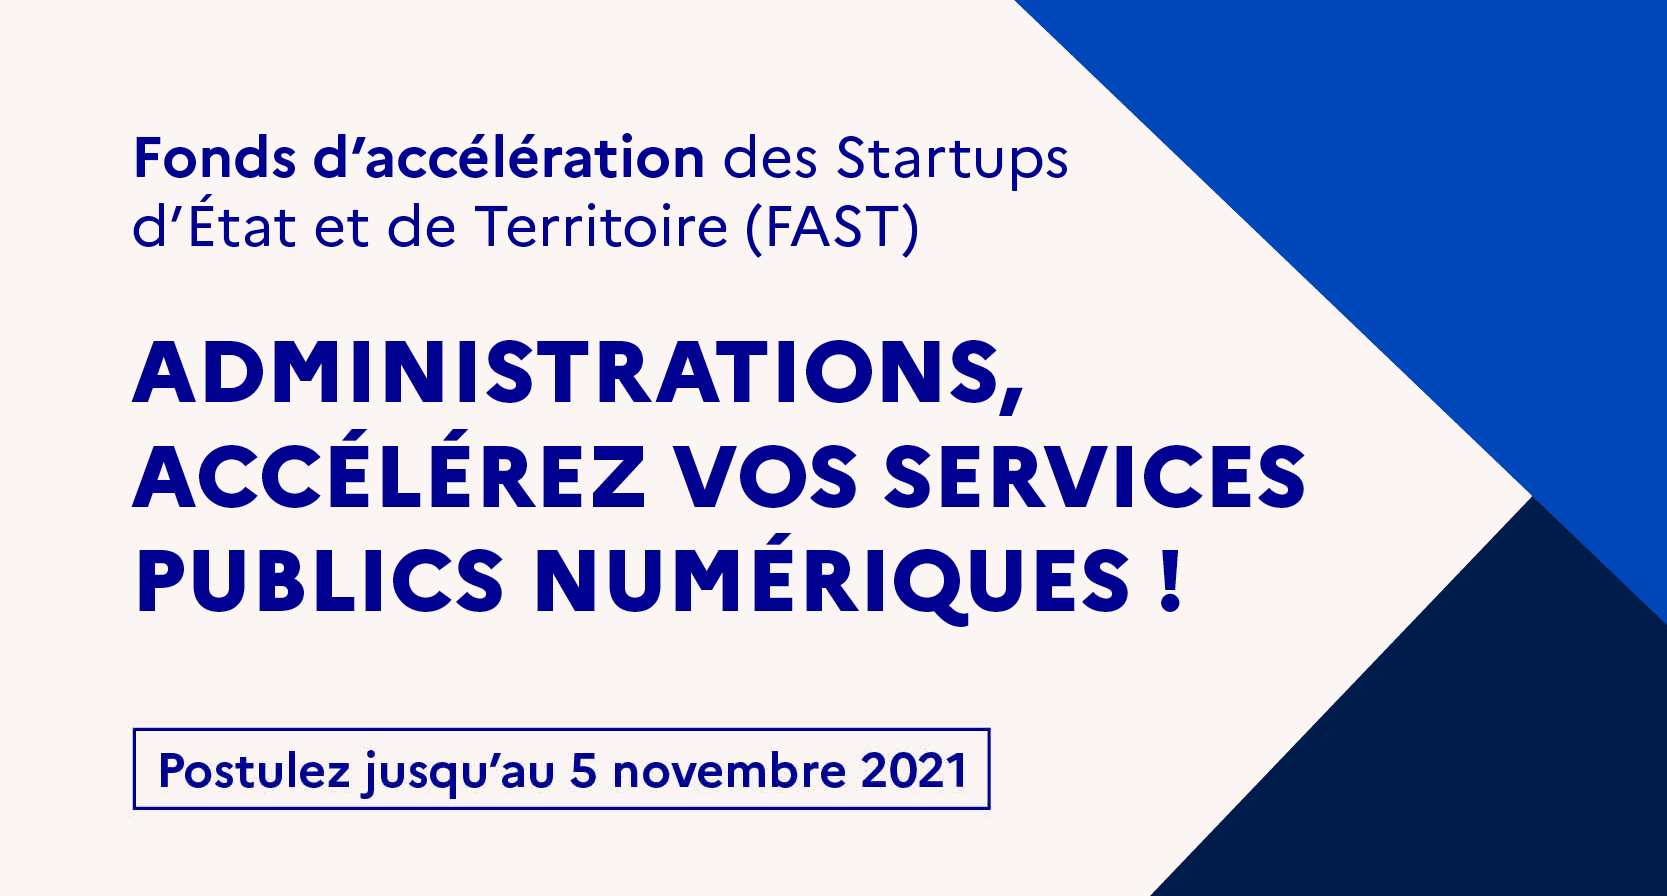 Fonds d’accélération des Startups
d’État et de Territoire (FAST)
ADMINISTRATIONS,
ACCÉLÉREZ VOS SERVICES
PUBLICS NUMÉRIQUES !
Postulez jusqu’au 5 novembre 2021